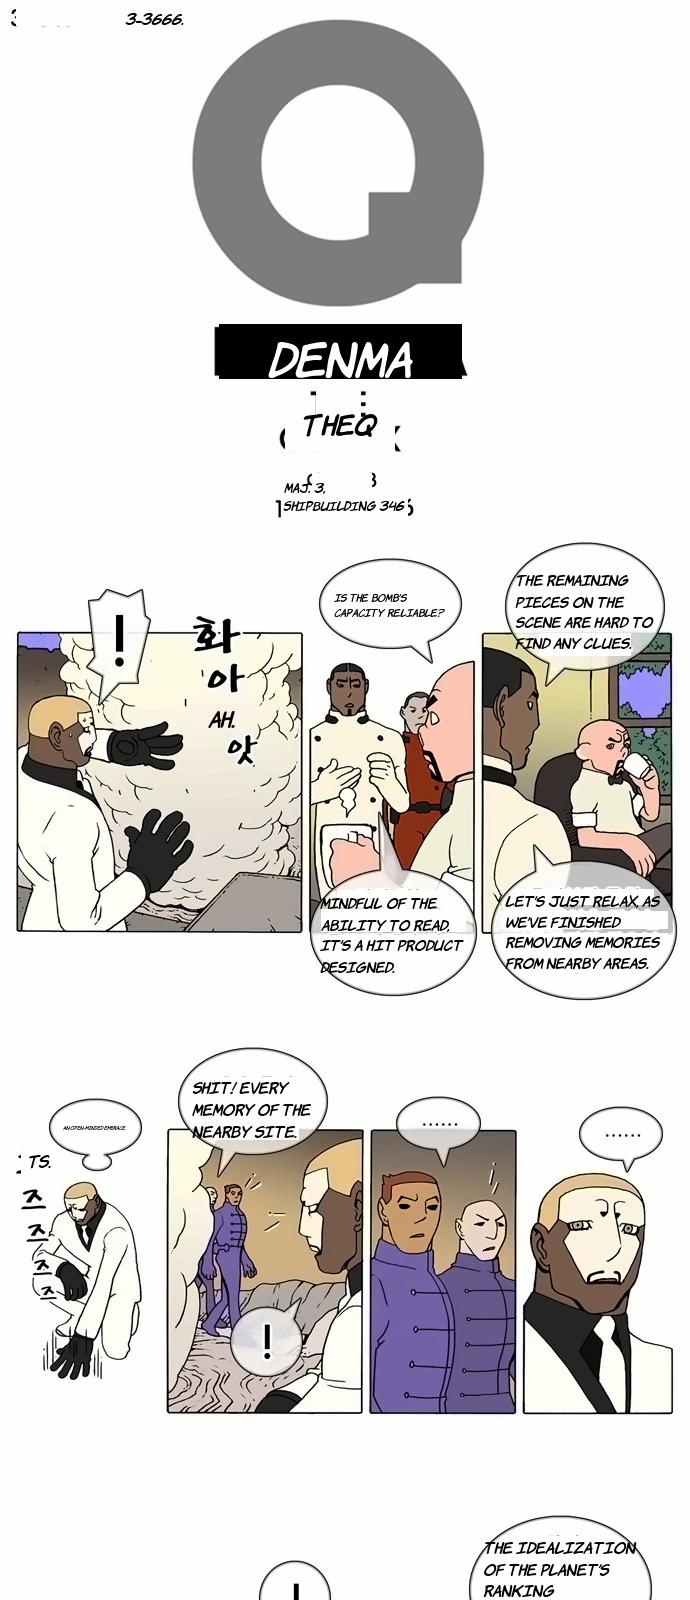 3-3666.
DENMA
THEQ
MAJ. 3,
SHIPBUILDING 346
!
화
아
AH.
앗
IS THE BOMB'S
CAPACITY RELIABLE?
MINDFUL OF THE
ABILITY TO READ,
IT'S A HIT PRODUCT
DESIGNED.
THE REMAINING
PIECES ON THE
SCENE ARE HARD TO
FIND ANY CLUES.
LET'S JUST RELAX AS
WE'VE FINISHED
REMOVING MEMORIES
FROM NEARBY AREAS.
AN OPEN-MINDED EMBRACE
TS.
즈
즈
즈
즈
SHIT! EVERY
MEMORY OF THE
NEARBY SITE.
!
......
......
!
THE IDEALIZATION
OF THE PLANET'S
RANKING